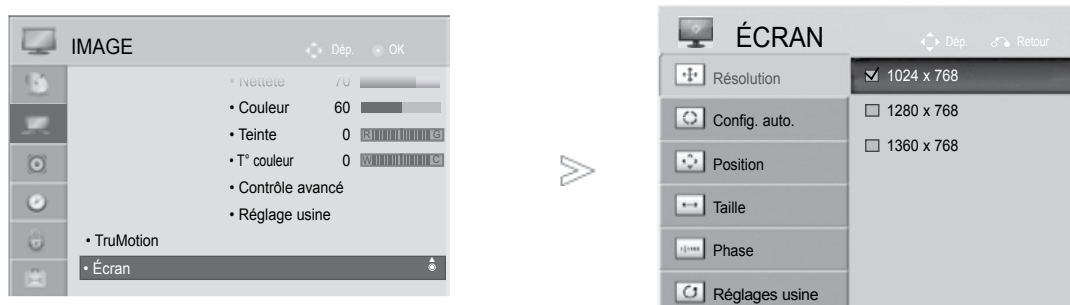 IMAGE
Dép. OK
• Netteté 70
• Couleur 60
• Teinte 0 R G
• T° couleur 0 W C
• Contrôle avancé
• Réglage usine
• TruMotion
• Écran
ÉCRAN
Dép. Retour
Résolution
Config. auto.
Position
Taille
Phase
Réglages usine
1024 x 768
1280 x 768
1360 x 768